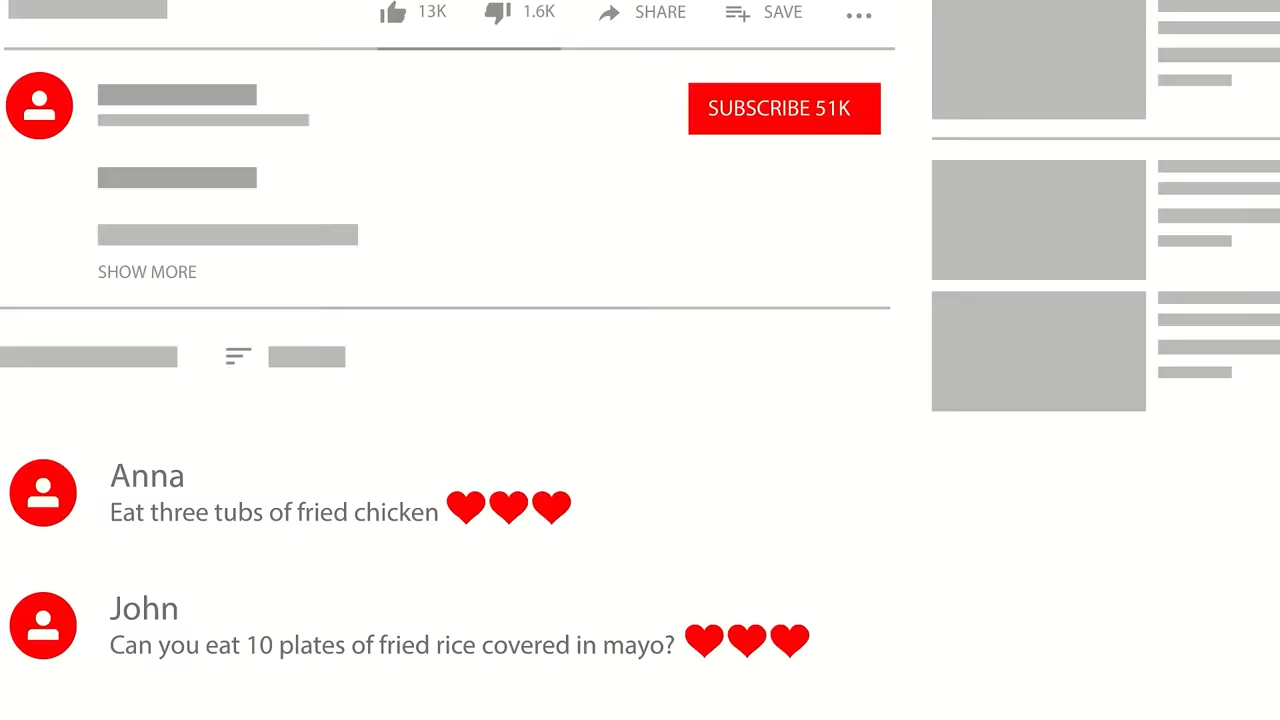 13K 1.6K SHARE SAVE
SUBSCRIBE 51K
SHOW MORE
Anna
Eat three tubs of fried chicken
John
Can you eat 10 plates of fried rice covered in mayo?